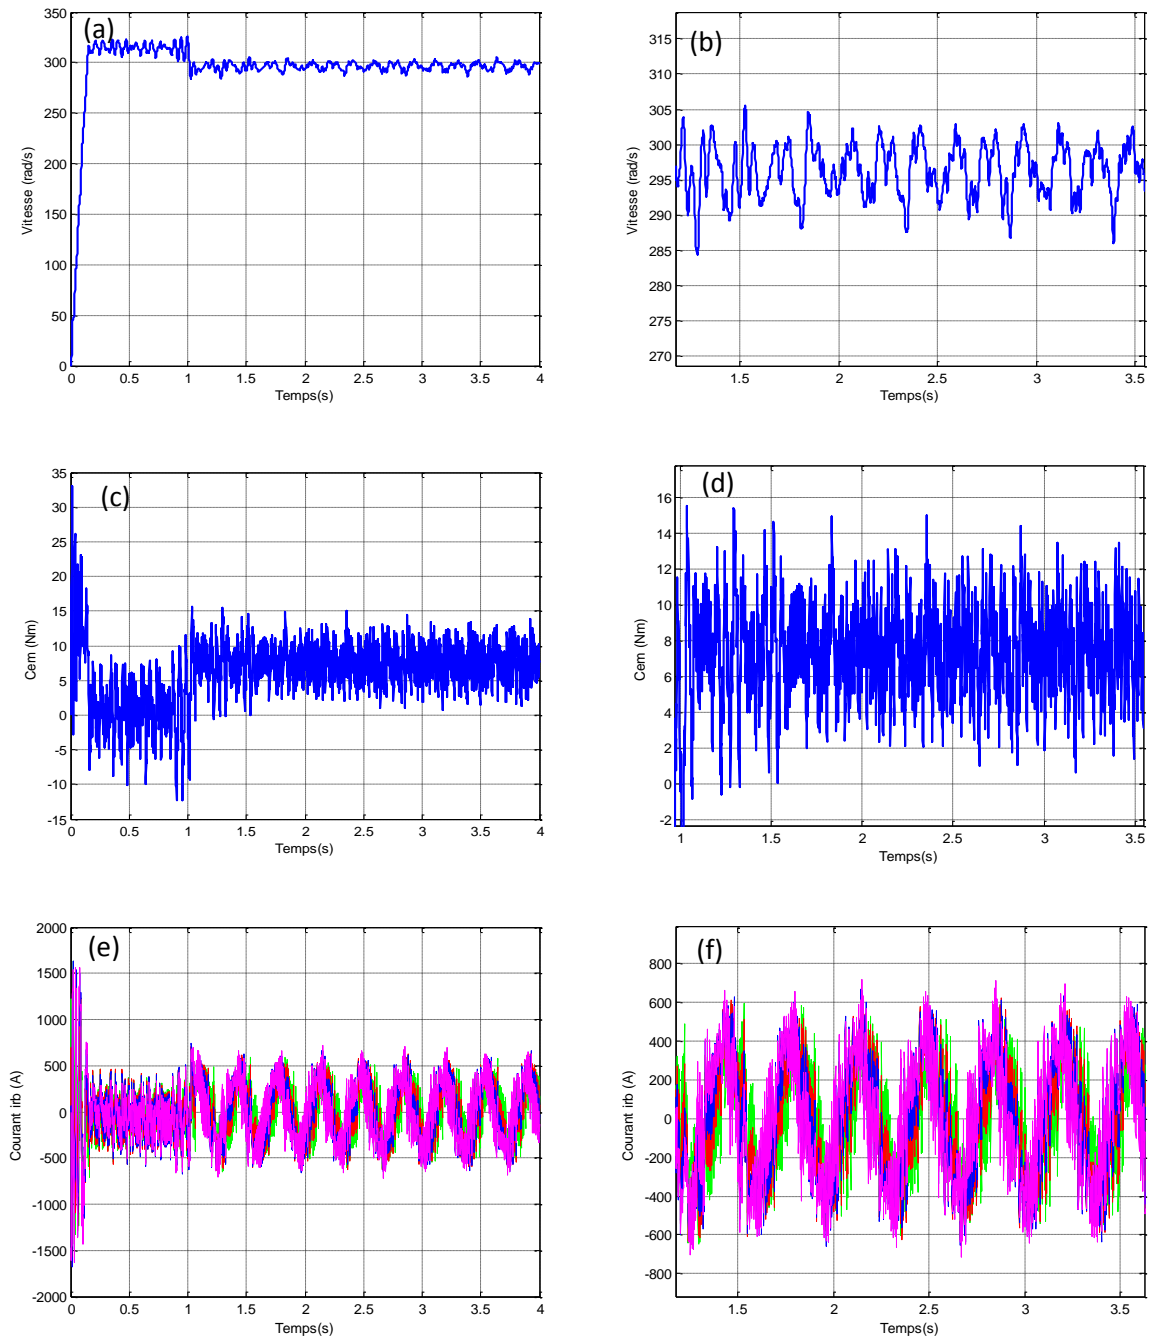 (a)
350
300
250
200
150
100
50
0
Vitesse (rad/s)
0 0.5 1 1.5 2 2.5 3 3.5 4
Temps(s)
(b)
315
310
305
300
295
290
285
280
275
270
Vitesse (rad/s)
1.5 2 2.5 3 3.5
Temps(s)
(c)
35
30
25
20
15
10
5
0
-5
-10
-15
Cem (Nm)
0 0.5 1 1.5 2 2.5 3 3.5 4
Temps(s)
(d)
16
14
12
10
8
6
4
2
0
-2
Cem (Nm)
1 1.5 2 2.5 3 3.5
Temps(s)
(e)
2000
1500
1000
500
0
-500
-1000
-1500
-2000
Courant irb (A)
0 0.5 1 1.5 2 2.5 3 3.5 4
Temps(s)
(f)
800
600
400
200
0
-200
-400
-600
-800
Courant irb (A)
1.5 2 2.5 3 3.5
Temps(s)